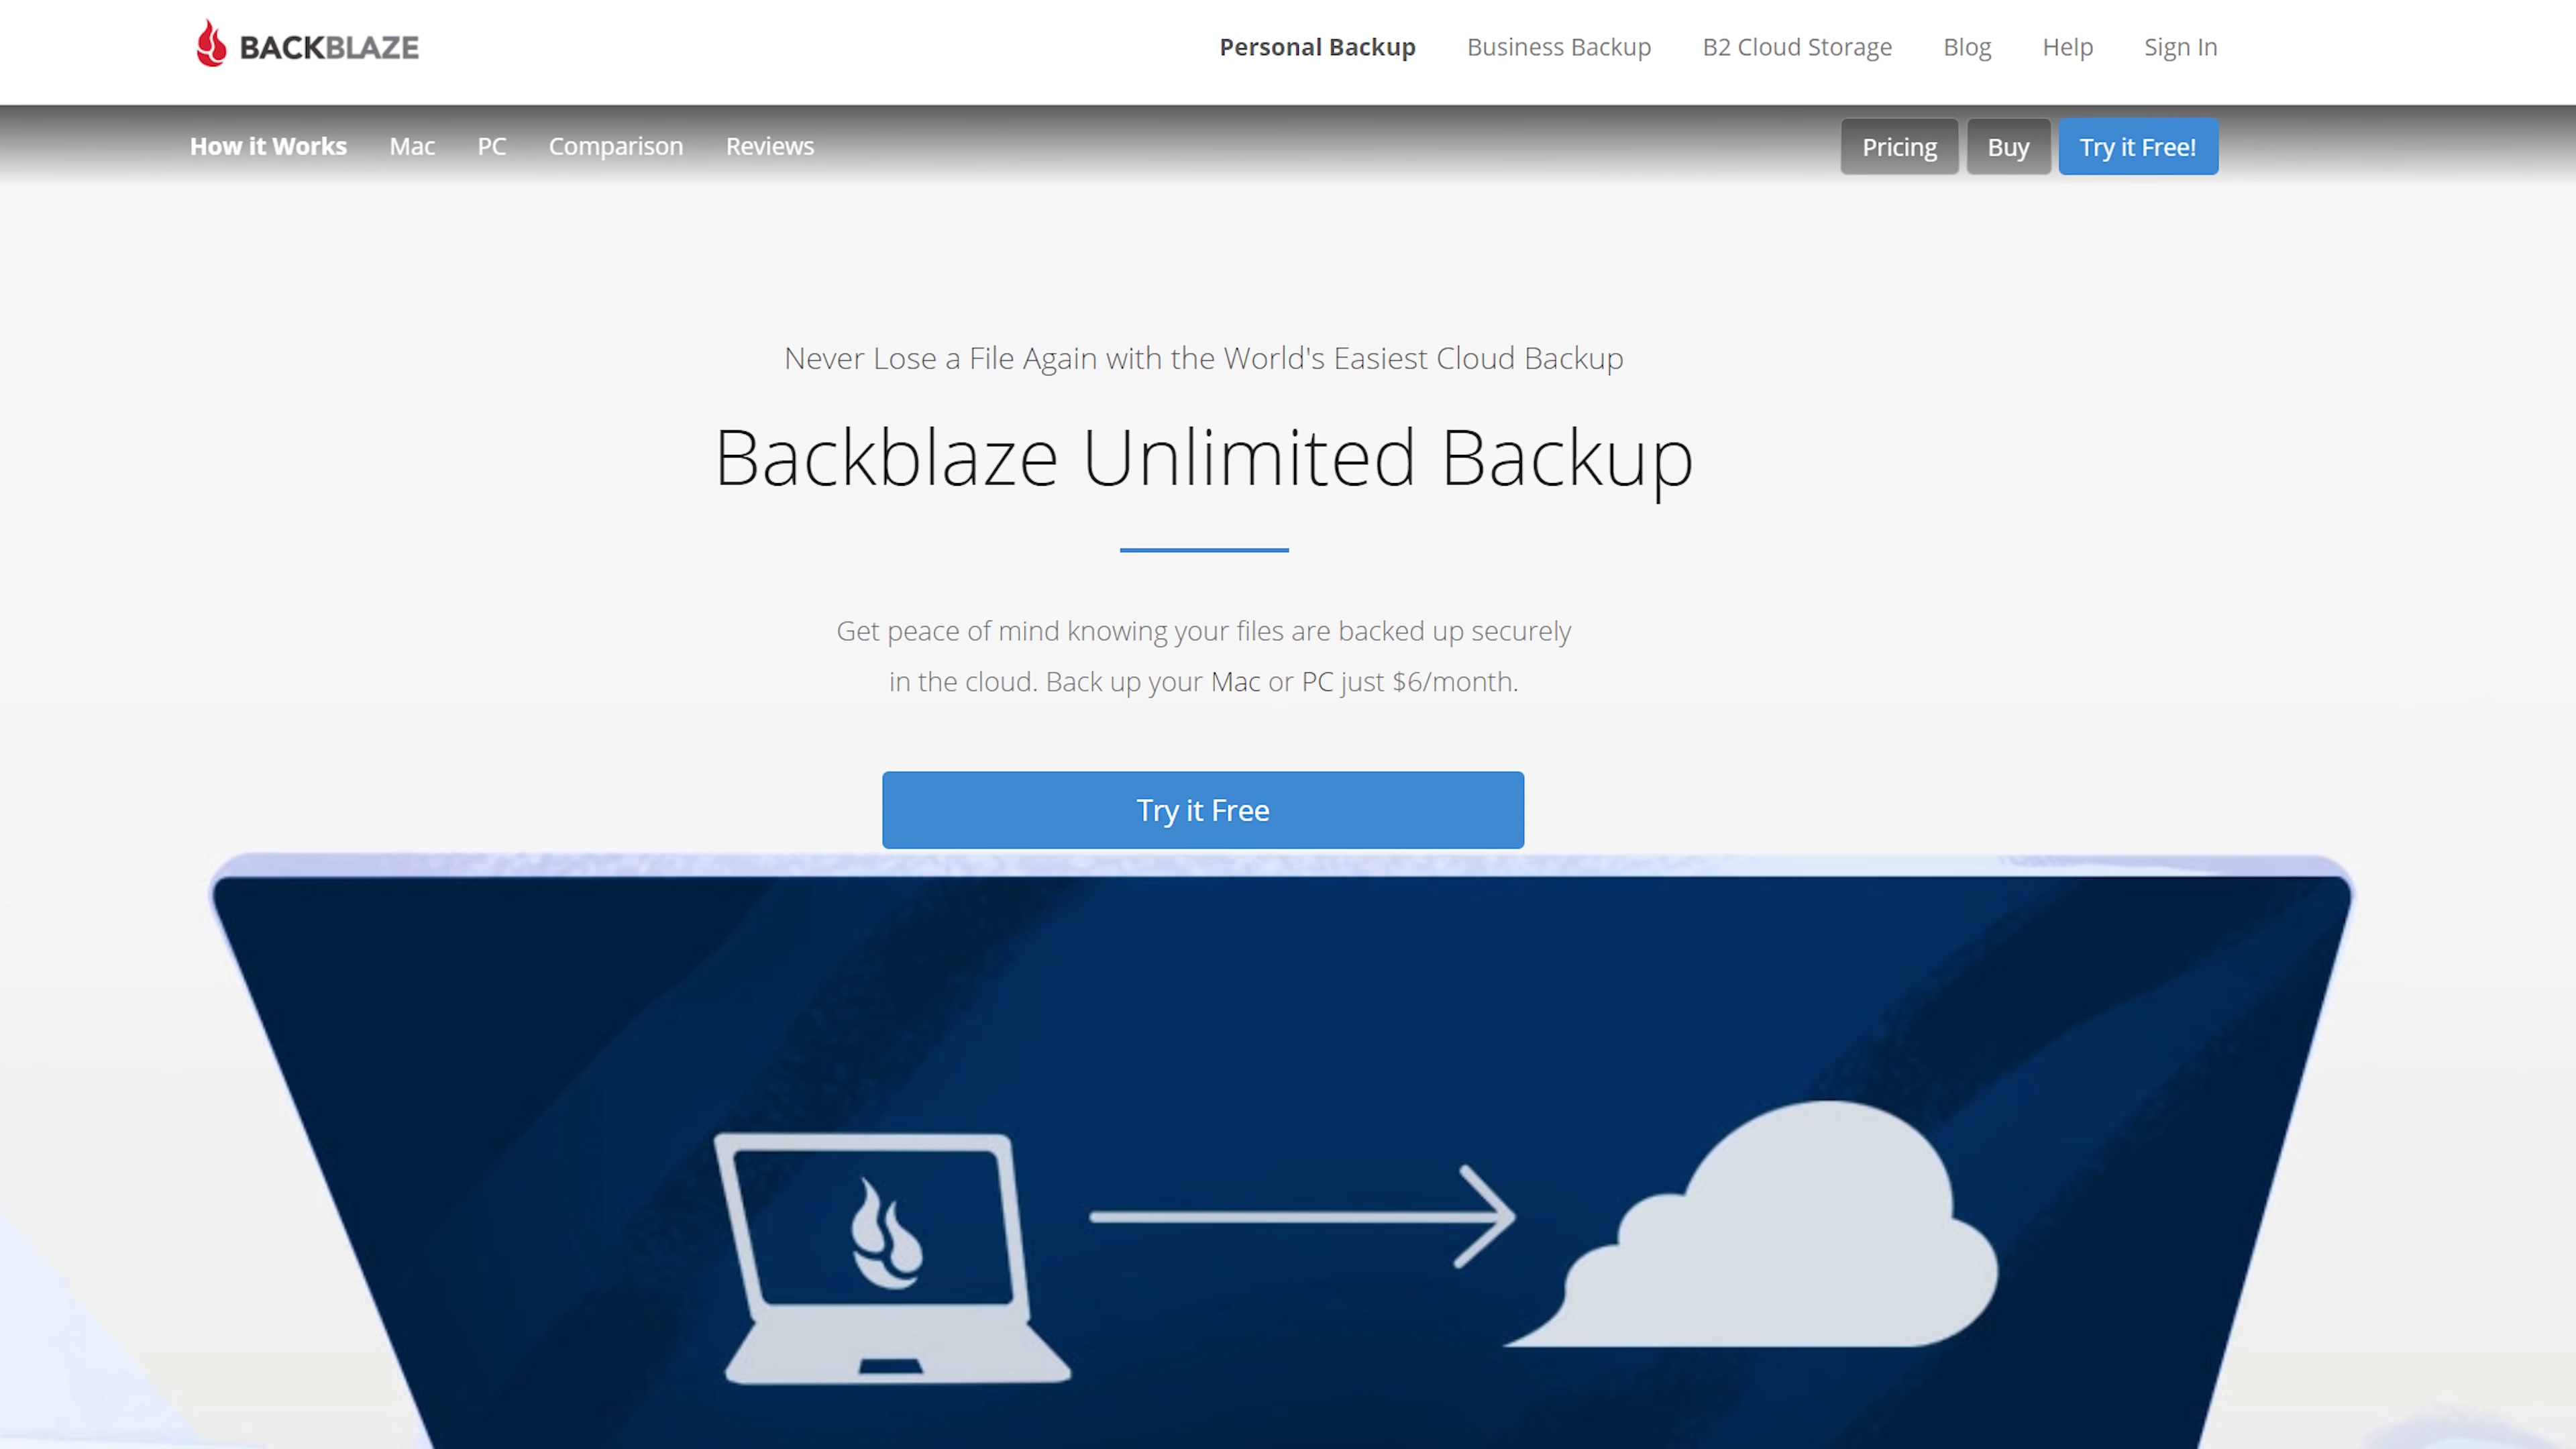 BACKBLAZE
Personal Backup Business Backup B2 Cloud Storage Blog Help Sign In
How it Works Mac PC Comparison Reviews Pricing Buy Try it Free!
Never Lose a File Again with the World's Easiest Cloud Backup
Backblaze Unlimited Backup
Get peace of mind knowing your files are backed up securely
in the cloud. Back up your Mac or PC just $6/month.
Try it Free